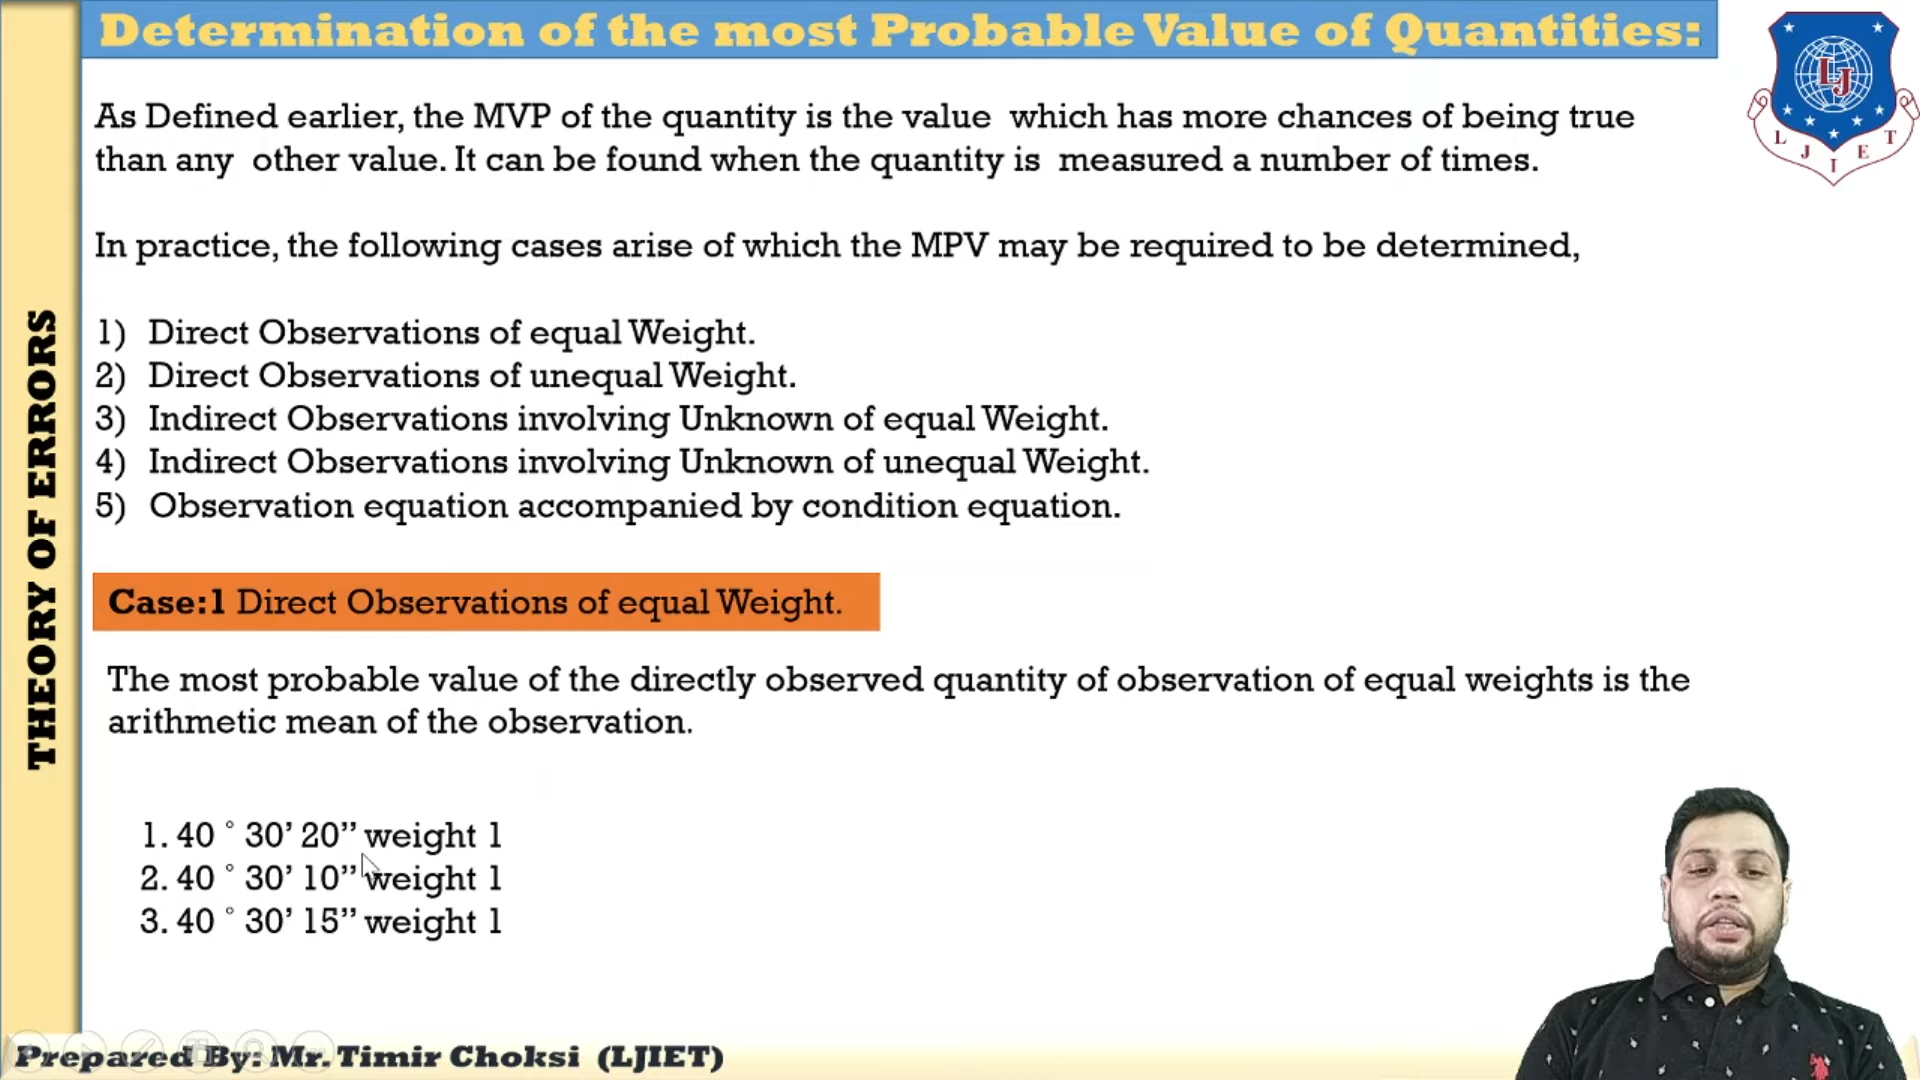 Determination of the most Probable Value of Quantities:
As Defined earlier, the MVP of the quantity is the value which has more chances of being true
than any other value. It can be found when the quantity is measured a number of times.
In practice, the following cases arise of which the MPV may be required to be determined,
1) Direct Observations of equal Weight.
2) Direct Observations of unequal Weight.
3) Indirect Observations involving Unknown of equal Weight.
4) Indirect Observations involving Unknown of unequal Weight.
5) Observation equation accompanied by condition equation.
Case:1 Direct Observations of equal Weight.
The most probable value of the directly observed quantity of observation of equal weights is the
arithmetic mean of the observation.
1. 40 ° 30’ 20’’ weight 1
2. 40 ° 30’ 10’’ weight 1
3. 40 ° 30’ 15’’ weight 1
THEORY OF ERRORS
Prepared By: Mr. Timir Choksi (LJIET)
LJ
L J I E T